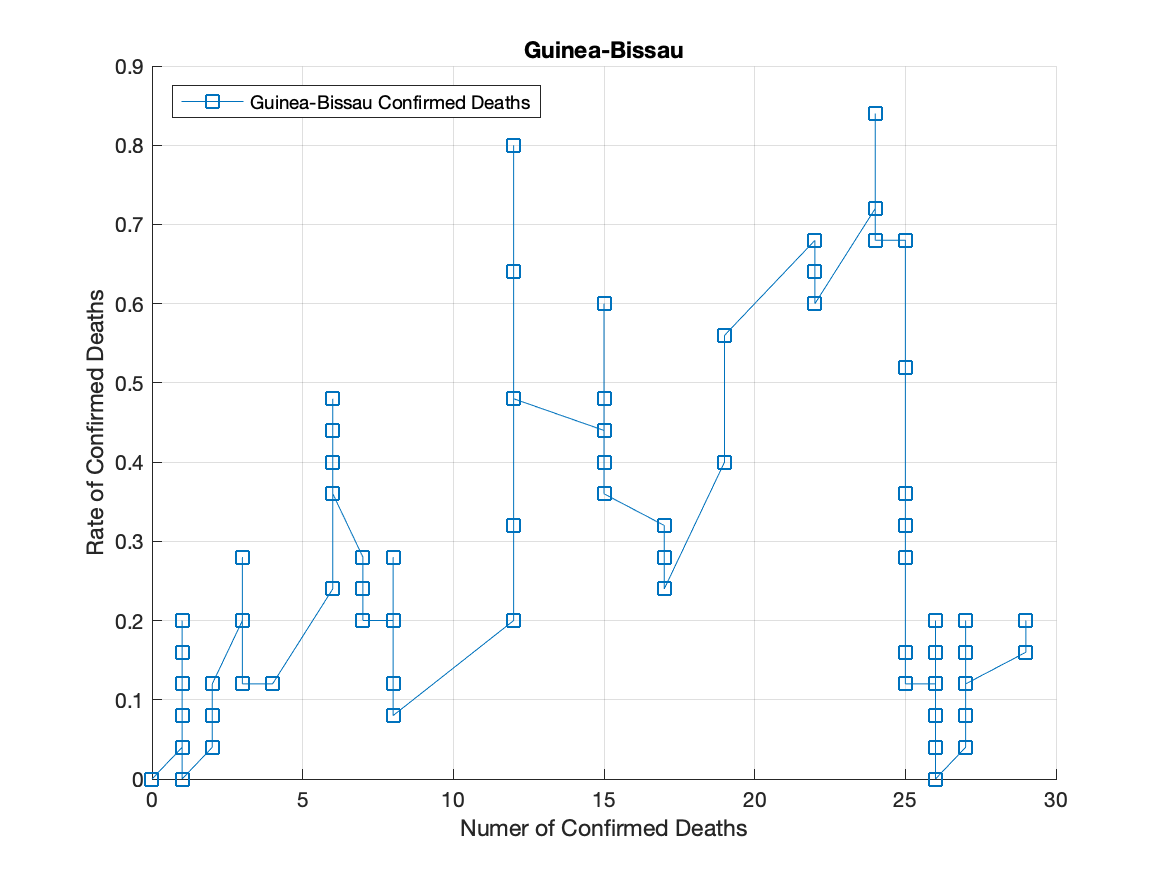 Guinea-Bissau
Guinea-Bissau Confirmed Deaths
Rate of Confirmed Deaths
0.9
0.8
0.7
0.6
0.5
0.4
0.3
0.2
0.1
0
0 5 10 15 20 25 30
Numer of Confirmed Deaths